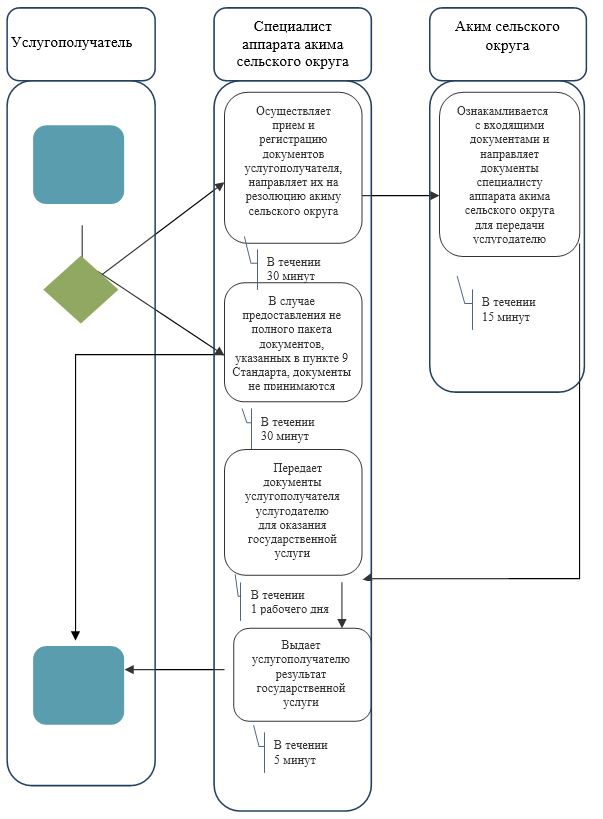 Услугополучатель
Специалист
аппарата акима
сельского округа
Аким сельского
округа
Осуществляет
прием и
регистрацию
документов
услугополучателя,
направляет их на
резолюцию акиму
сельского округа
В течении
30 минут
Ознакамливается
с входящими
документами и
направляет
документы
специалисту
аппарата акима
сельского округа
для передачи
услугодателю
В течении
15 минут
В случае
предоставления не
полного пакета
документов,
указанных в пункте 9
Стандарта, документы
не принимаются
В течении
30 минут
Передает
документы
услугополучателя
услугодателю
для оказания
государственной
услуги
В течении
1 рабочего дня
Выдает
услугополучателю
результат
государственной
услуги
В течении
5 минут